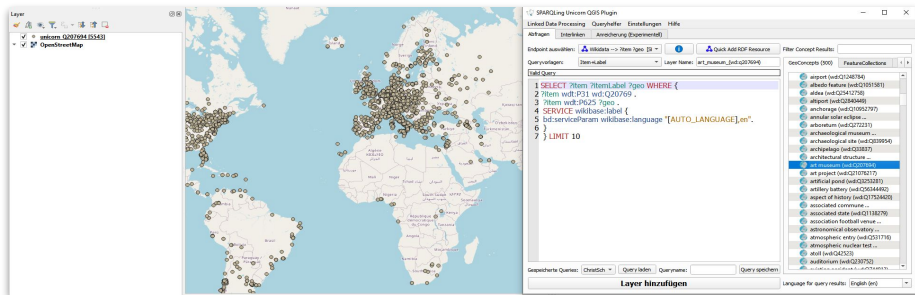 Layer
unicorn_Q207694 [5543]
OpenStreetMap
SPARQLing Unicorn QGIS Plugin
Linked Data Processing Queryhelfer Einstellungen Hilfe
Abfragen Interlinken Anreicherung (Experimentell)
Endpoint auswählen: Wikidata --> ?item ?geo [
Quick Add RDF Resource
Filter Concept Results:
Queryvorlagen: Item+Label Layer Name: art_museum_(wd:q207694)
GeoConcepts (500) FeatureCollections
Valid Query
1 SELECT ?item ?itemLabel ?geo WHERE {
2 ?item wdt:P31 wd:Q20769 .
3 ?item wdt:P625 ?geo .
4 SERVICE wikibase:label {
5 bd:serviceParam wikibase:language "[AUTO_LANGUAGE],en".
6 }
7 } LIMIT 10
airport (wd:Q1248784)
albedo feature (wd:Q1051581)
aldea (wd:Q25412758)
altiport (wd:Q2840449)
anchorage (wd:Q10952797)
annular solar eclipse ...
arboretum (wd:Q272231)
archaeological museum ...
archaeological site (wd:Q839954)
archipelago (wd:Q33837)
architectural structure ...
art museum (wd:Q207694)
art project (wd:Q21076217)
artificial pond (wd:Q3253281)
artillery battery (wd:Q56344492)
aspect of history (wd:Q17524420)
associated commune ...
associated state (wd:Q1138279)
association football venue ...
astronomical observatory ...
atmospheric entry (wd:Q531716)
atmospheric nuclear test ...
atoll (wd:Q42523)
auditorium (wd:Q230752)
Gespeicherte Queries: ChristSch Query laden Queryname: Query speichern
Layer hinzufügen
Language for query results: English (en)